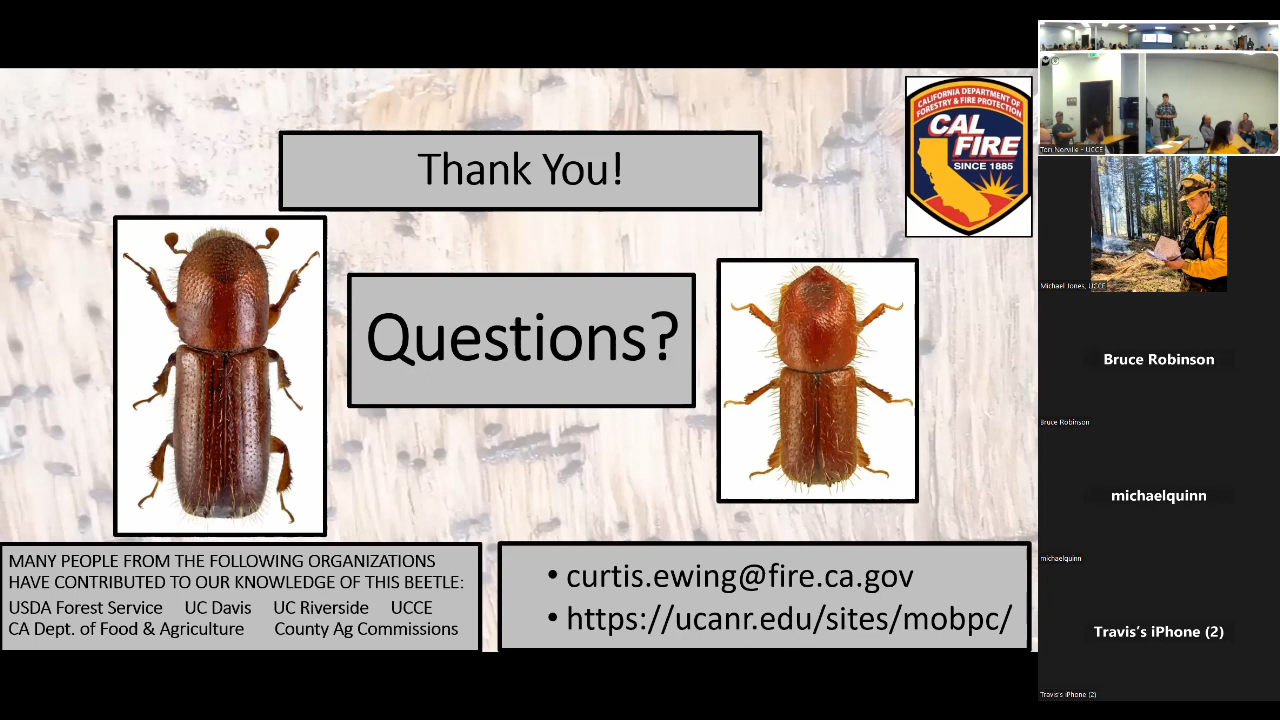 Thank You!
CALIFORNIA DEPARTMENT OF
FORESTRY & FIRE PROTECTION
CAL
FIRE
SINCE 1885
Questions?
MANY PEOPLE FROM THE FOLLOWING ORGANIZATIONS
HAVE CONTRIBUTED TO OUR KNOWLEDGE OF THIS BEETLE:
USDA Forest Service UC Davis UC Riverside UCCE
CA Dept. of Food & Agriculture County Ag Commissions
• curtis.ewing@fire.ca.gov
• https://ucanr.edu/sites/mobpc/
Tori Norville - UCCE
Michael Jones, UCCE
Bruce Robinson
Bruce Robinson
michaelquinn
michaelquinn
Travis's iPhone (2)
Travis's iPhone (2)